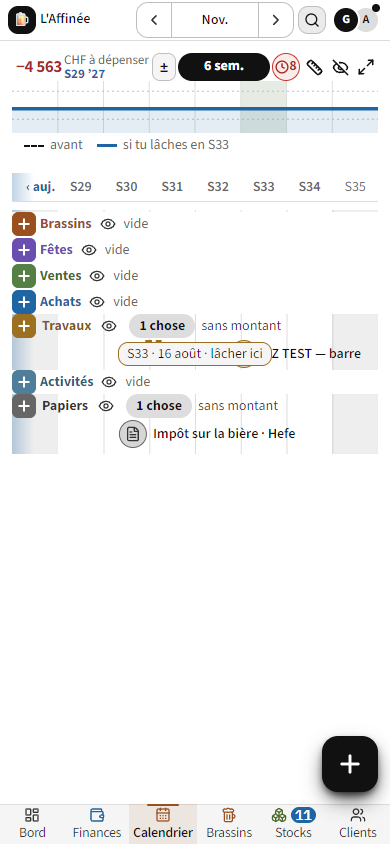 L'Affinée
Nov.
G
A
−4 563 CHF à dépenser
S29 '27
±
6 sem.
8
avant
si tu lâches en S33
‹ auj. S29 S30 S31 S32 S33 S34 S35
Brassins vide
Fêtes vide
Ventes vide
Achats vide
Travaux 1 chose sans montant
S33 · 16 août · lâcher ici Z TEST — barre
Activités vide
Papiers 1 chose sans montant
Impôt sur la bière · Hefe
Bord Finances Calendrier Brassins Stocks 11 Clients